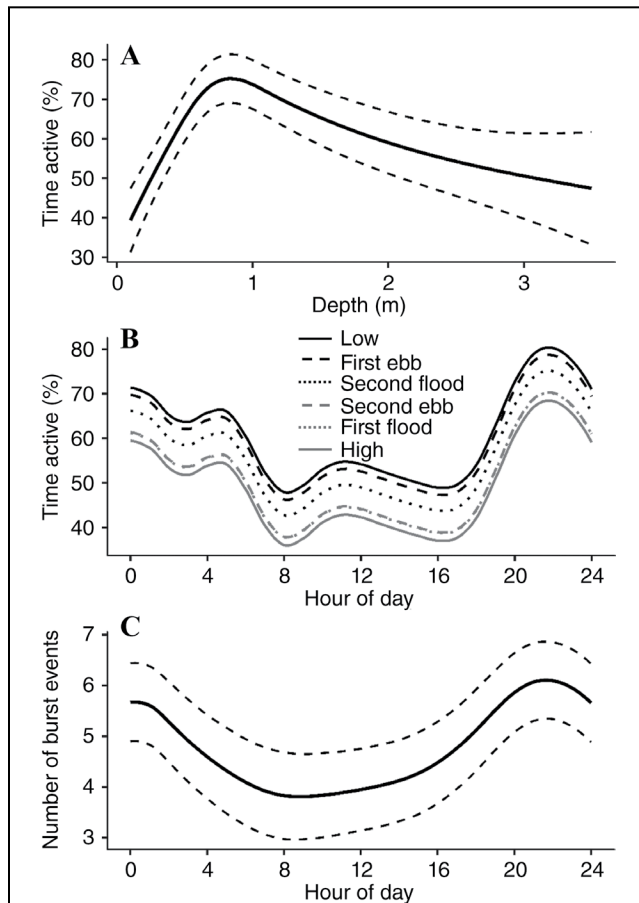 A
Time active (%)
80
70
60
50
40
30
0 1 2 3
Depth (m)
B
Time active (%)
80
70
60
50
40
Low
First ebb
Second flood
Second ebb
First flood
High
0 4 8 12 16 20 24
Hour of day
C
Number of burst events
7
6
5
4
3
0 4 8 12 16 20 24
Hour of day